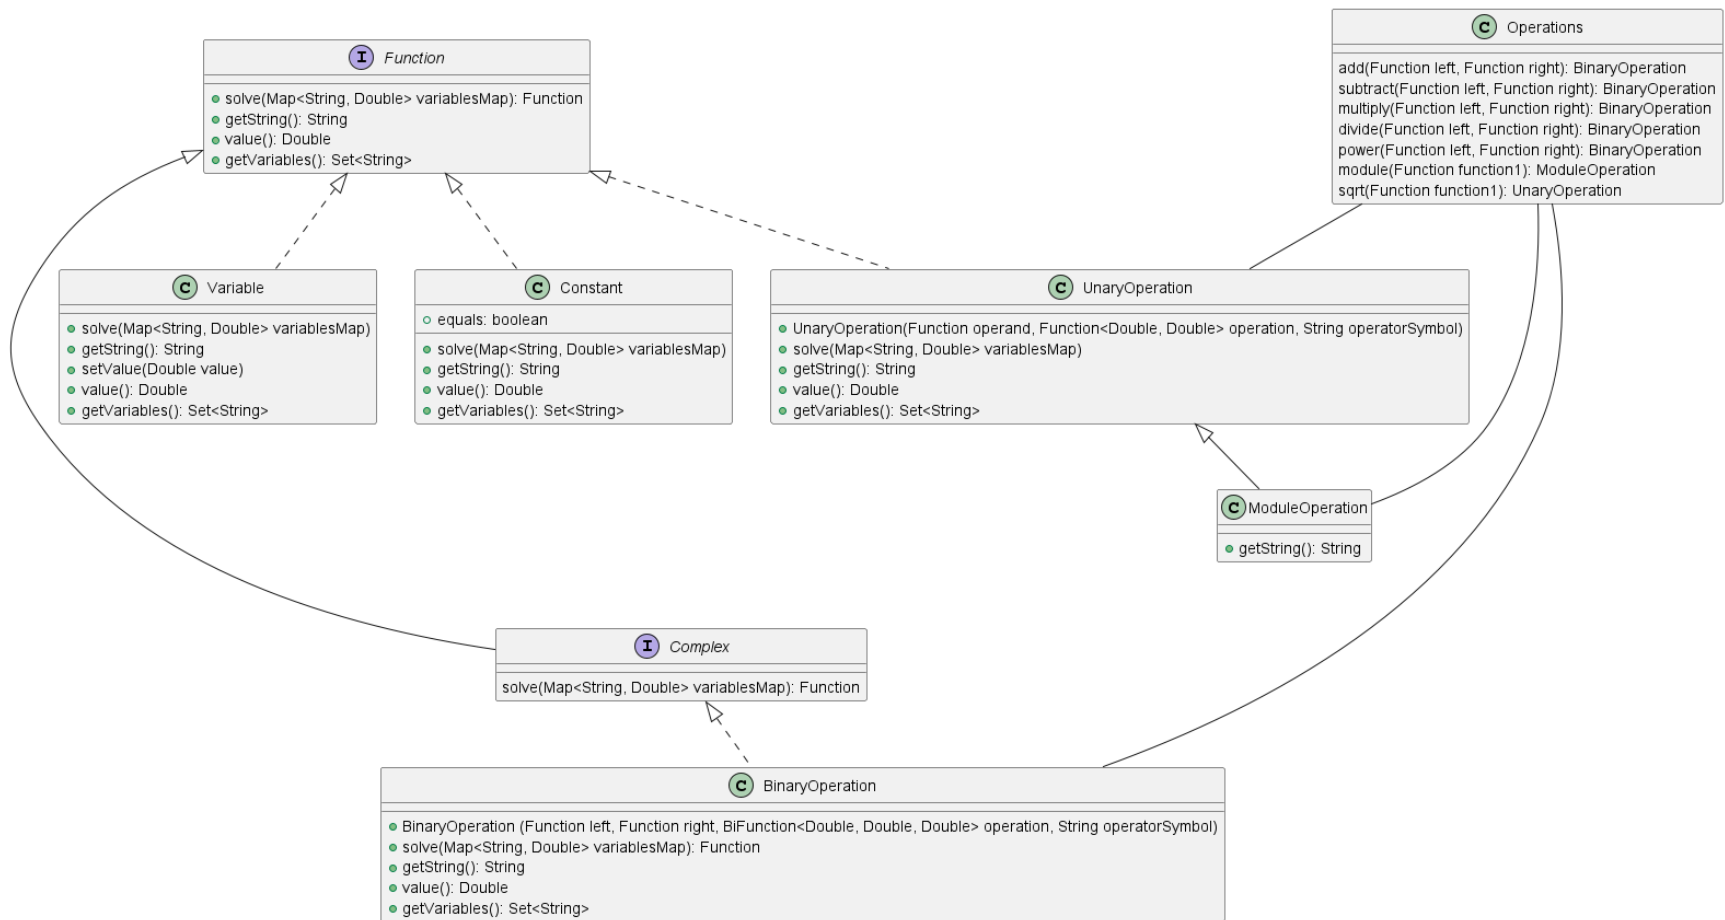 I Function
solve(Map<String, Double> variablesMap): Function
getString(): String
value(): Double
getVariables(): Set<String>
C Operations
add(Function left, Function right): BinaryOperation
subtract(Function left, Function right): BinaryOperation
multiply(Function left, Function right): BinaryOperation
divide(Function left, Function right): BinaryOperation
power(Function left, Function right): BinaryOperation
module(Function function1): ModuleOperation
sqrt(Function function1): UnaryOperation
C Variable
solve(Map<String, Double> variablesMap)
getString(): String
setValue(Double value)
value(): Double
getVariables(): Set<String>
C Constant
equals: boolean
solve(Map<String, Double> variablesMap)
getString(): String
value(): Double
getVariables(): Set<String>
C UnaryOperation
UnaryOperation(Function operand, Function<Double, Double> operation, String operatorSymbol)
solve(Map<String, Double> variablesMap)
getString(): String
value(): Double
getVariables(): Set<String>
C ModuleOperation
getString(): String
I Complex
solve(Map<String, Double> variablesMap): Function
C BinaryOperation
BinaryOperation (Function left, Function right, BiFunction<Double, Double, Double> operation, String operatorSymbol)
solve(Map<String, Double> variablesMap): Function
getString(): String
value(): Double
getVariables(): Set<String>